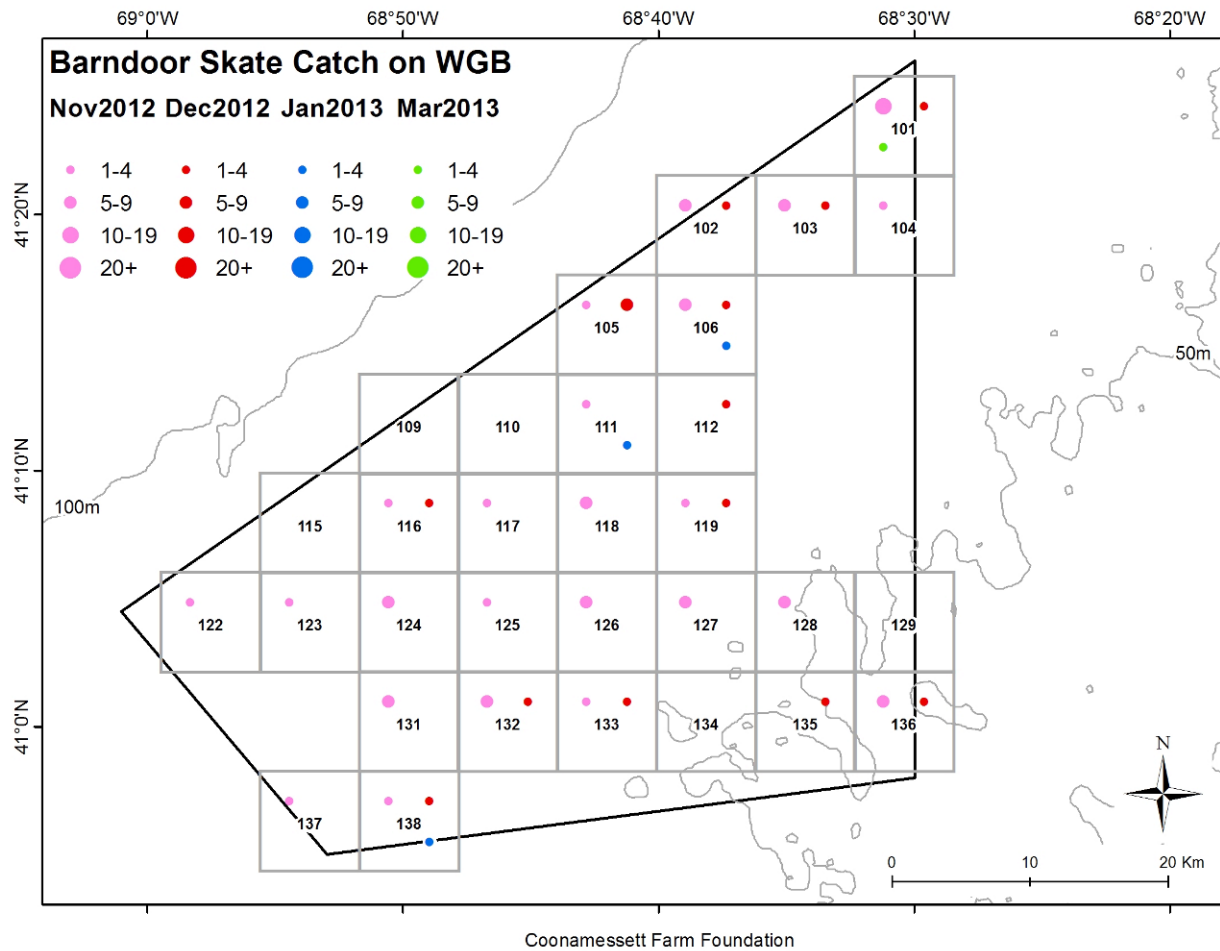 69°0'W 68°50'W 68°40'W 68°30'W 68°20'W
Barndoor Skate Catch on WGB
Nov2012 Dec2012 Jan2013 Mar2013
1-4 1-4 1-4 1-4
5-9 5-9 5-9 5-9
10-19 10-19 10-19 10-19
20+ 20+ 20+ 20+
101
41°20'N
102 103 104
105 106
50m
109 110 111 112
41°10'N
100m
115 116 117 118 119
122 123 124 125 126 127 128 129
41°0'N
131 132 133 134 135 136
N
137 138
0 10 20 Km
Coonamessett Farm Foundation